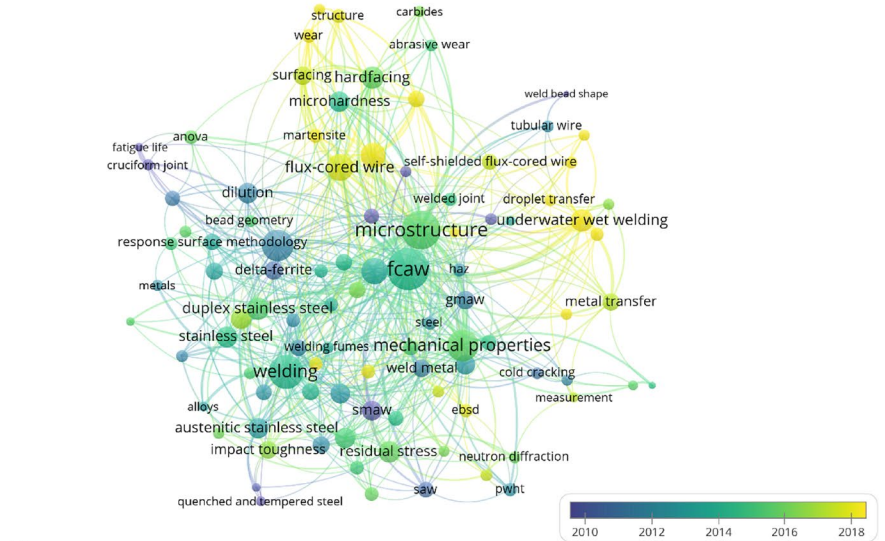 structure
carbides
wear
abrasive wear
surfacing
hardfacing
microhardness
weld bead shape
tubular wire
martensite
anova
fatigue life
cruciform joint
flux-cored wire
self-shielded flux-cored wire
dilution
welded joint
droplet transfer
bead geometry
underwater wet welding
microstructure
response surface methodology
delta-ferrite
fcaw
haz
metals
gmaw
metal transfer
duplex stainless steel
steel
stainless steel
welding fumes
mechanical properties
welding
weld metal
cold cracking
measurement
alloys
smaw
ebsd
austenitic stainless steel
impact toughness
residual stress
neutron diffraction
quenched and tempered steel
saw
pwht
2010 2012 2014 2016 2018